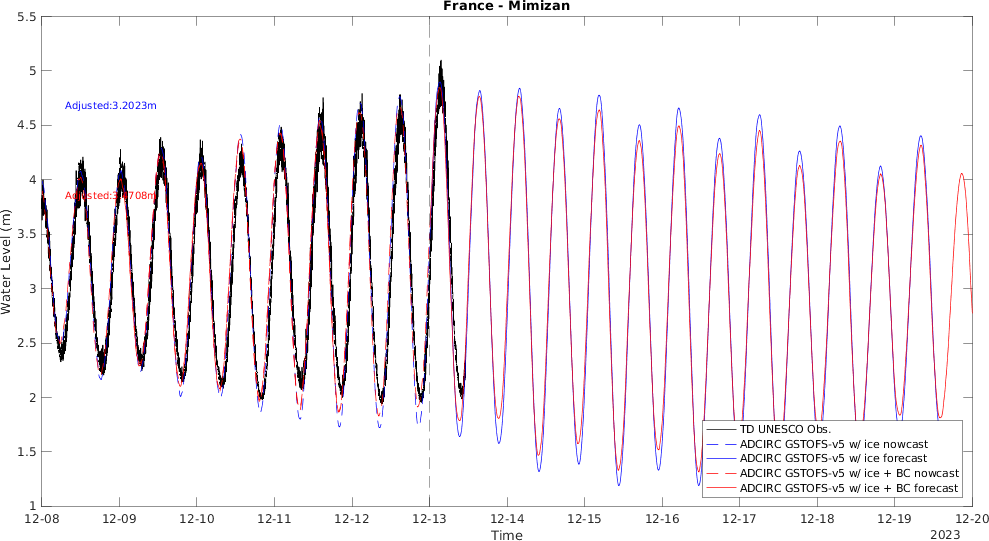 France - Mimizan
5.5
5
4.5
4
3.5
3
2.5
2
1.5
1
Water Level (m)
Adjusted:3.2023m
TD UNESCO Obs.
ADCIRC GSTOFS-v5 w/ ice nowcast
ADCIRC GSTOFS-v5 w/ ice forecast
ADCIRC GSTOFS-v5 w/ ice + BC nowcast
ADCIRC GSTOFS-v5 w/ ice + BC forecast
12-08 12-09 12-10 12-11 12-12 12-13 12-14 12-15 12-16 12-17 12-18 12-19 12-20
Time
2023